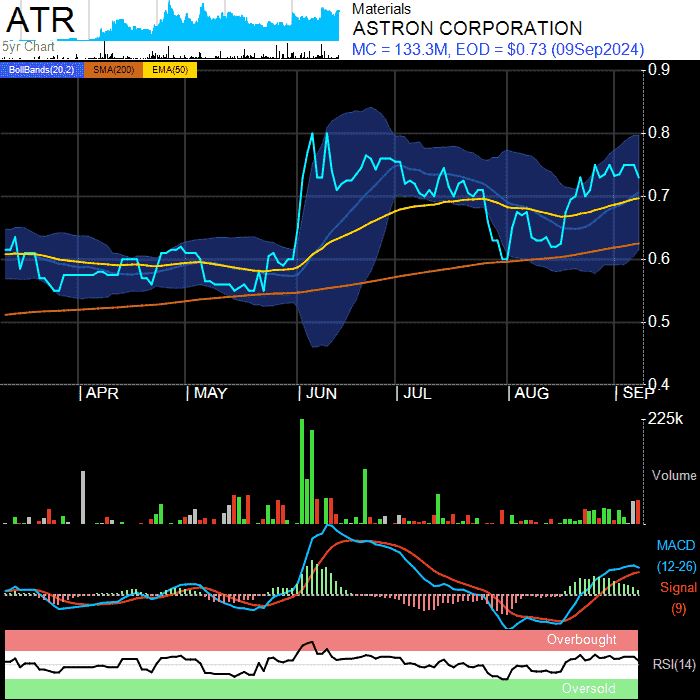 ATR
5yr Chart
Materials
ASTRON CORPORATION
MC = 133.3M, EOD = $0.73 (09Sep2024)
BollBands(20,2) SMA(200) EMA(50)
0.9
0.8
0.7
0.6
0.5
0.4
APR MAY JUN JUL AUG SEP
225k
Volume
MACD
(12-26)
Signal
(9)
Overbought
RSI(14)
Oversold